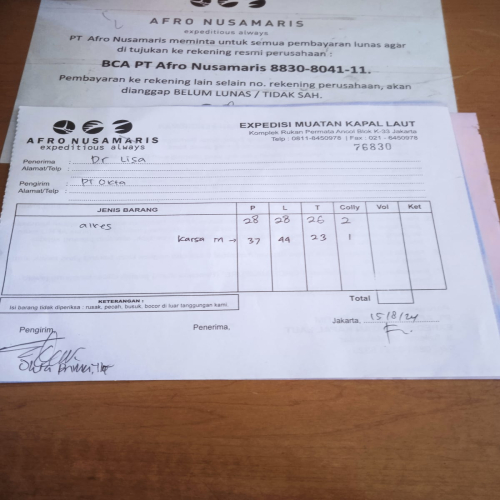 AFRO NUSAMARIS
expeditious always
PT Afro Nusamaris meminta untuk semua pembayaran lunas agar
di tujukan ke rekening resmi perusahaan :
BCA PT Afro Nusamaris 8830-8041-11.
Pembayaran ke rekening lain selain no. rekening perusahaan, akan
dianggap BELUM LUNAS / TIDAK SAH.
AFRO NUSAMARIS
expeditious always
EXPEDISI MUATAN KAPAL LAUT
Komplek Rukan Permata Ancol Blok K-33 Jakarta
Telp : 0811-8450978 | Fax : 021 - 6450978
76830
Penerima : Dr Lisa
Alamat/Telp
Pengirim : PT Okta
Alamat/Telp
JENIS BARANG P L T Colly Vol Ket
aires 28 28 26 2
Karsa m → 37 44 23 1
Total
KETERANGAN :
Isi barang tidak diperiksa : rusak, pecah, busuk, bocor di luar tanggungan kami.
Pengirim, Penerima, Jakarta, 15/8/24